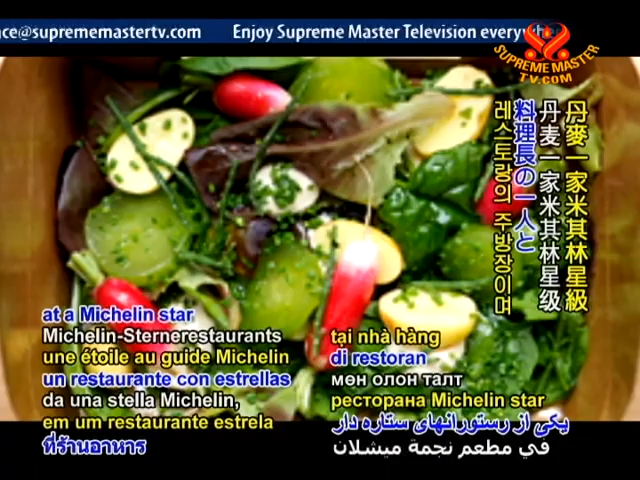 ce@suprememastertv.com Enjoy Supreme Master Television everywhere
SUPREME MASTER
TV.COM
丹麥一家米其林星級
丹麦一家米其林星级
料理長の一人と
레스토랑의 주방장이며
at a Michelin star
Michelin-Sternerestaurants
une étoile au guide Michelin
un restaurante con estrellas
da una stella Michelin,
em um restaurante estrela
ที่ร้านอาหาร
tại nhà hàng
di restoran
мөн олон талт
ресторана Michelin star
یکی از رستورانهای ستاره دار
في مطعم نجمة ميشلان